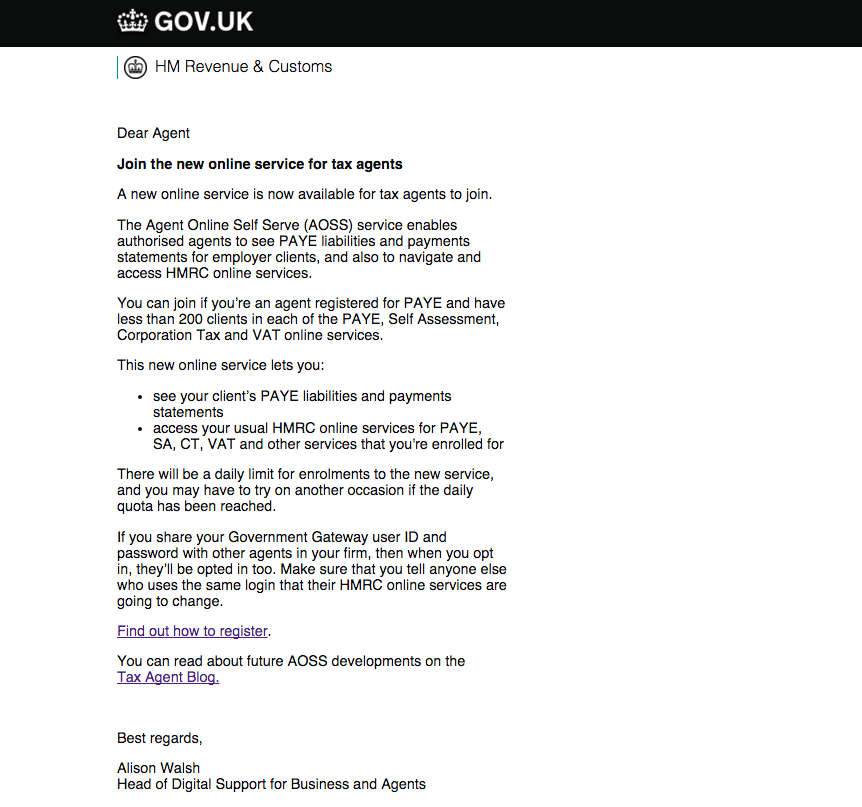 GOV.UK
HM Revenue & Customs
Dear Agent
Join the new online service for tax agents
A new online service is now available for tax agents to join.
The Agent Online Self Serve (AOSS) service enables
authorised agents to see PAYE liabilities and payments
statements for employer clients, and also to navigate and
access HMRC online services.
You can join if you’re an agent registered for PAYE and have
less than 200 clients in each of the PAYE, Self Assessment,
Corporation Tax and VAT online services.
This new online service lets you:
• see your client’s PAYE liabilities and payments
statements
• access your usual HMRC online services for PAYE,
SA, CT, VAT and other services that you're enrolled for
There will be a daily limit for enrolments to the new service,
and you may have to try on another occasion if the daily
quota has been reached.
If you share your Government Gateway user ID and
password with other agents in your firm, then when you opt
in, they’ll be opted in too. Make sure that you tell anyone else
who uses the same login that their HMRC online services are
going to change.
Find out how to register.
You can read about future AOSS developments on the
Tax Agent Blog.
Best regards,
Alison Walsh
Head of Digital Support for Business and Agents